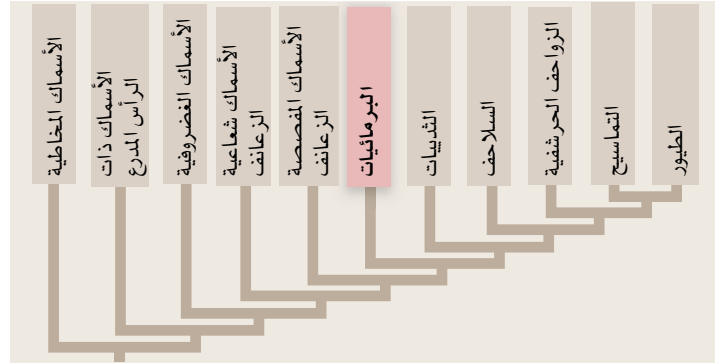 الأسماك المخاطية
الأسماك ذات
الرأس المدرع
الأسماك الغضروفية
الأسماك شعاعية
الزعانف
الأسماك المفصصة
الزعانف
البرمائيات
الثدييات
السلاحف
الزواحف الحرشفية
التماسيح
الطيور